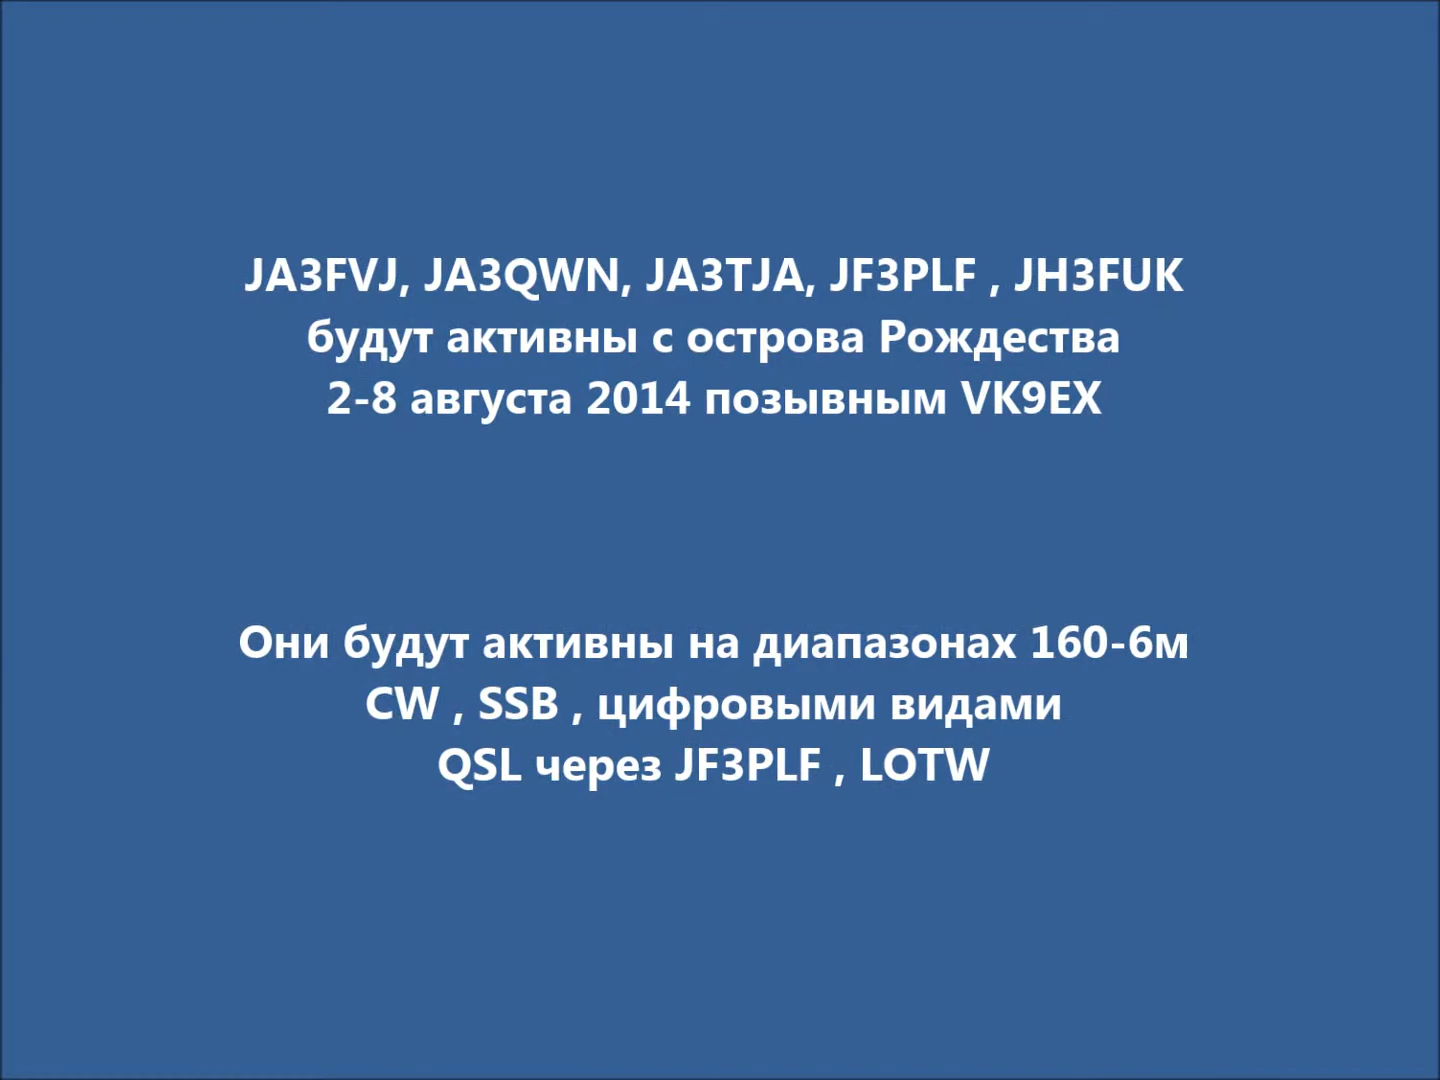 JA3FVJ, JA3QWN, JA3TJA, JF3PLF , JH3FUK
будут активны с острова Рождества
2-8 августа 2014 позывным VK9EX
Они будут активны на диапазонах 160-6м
CW , SSB , цифровыми видами
QSL через JF3PLF , LOTW